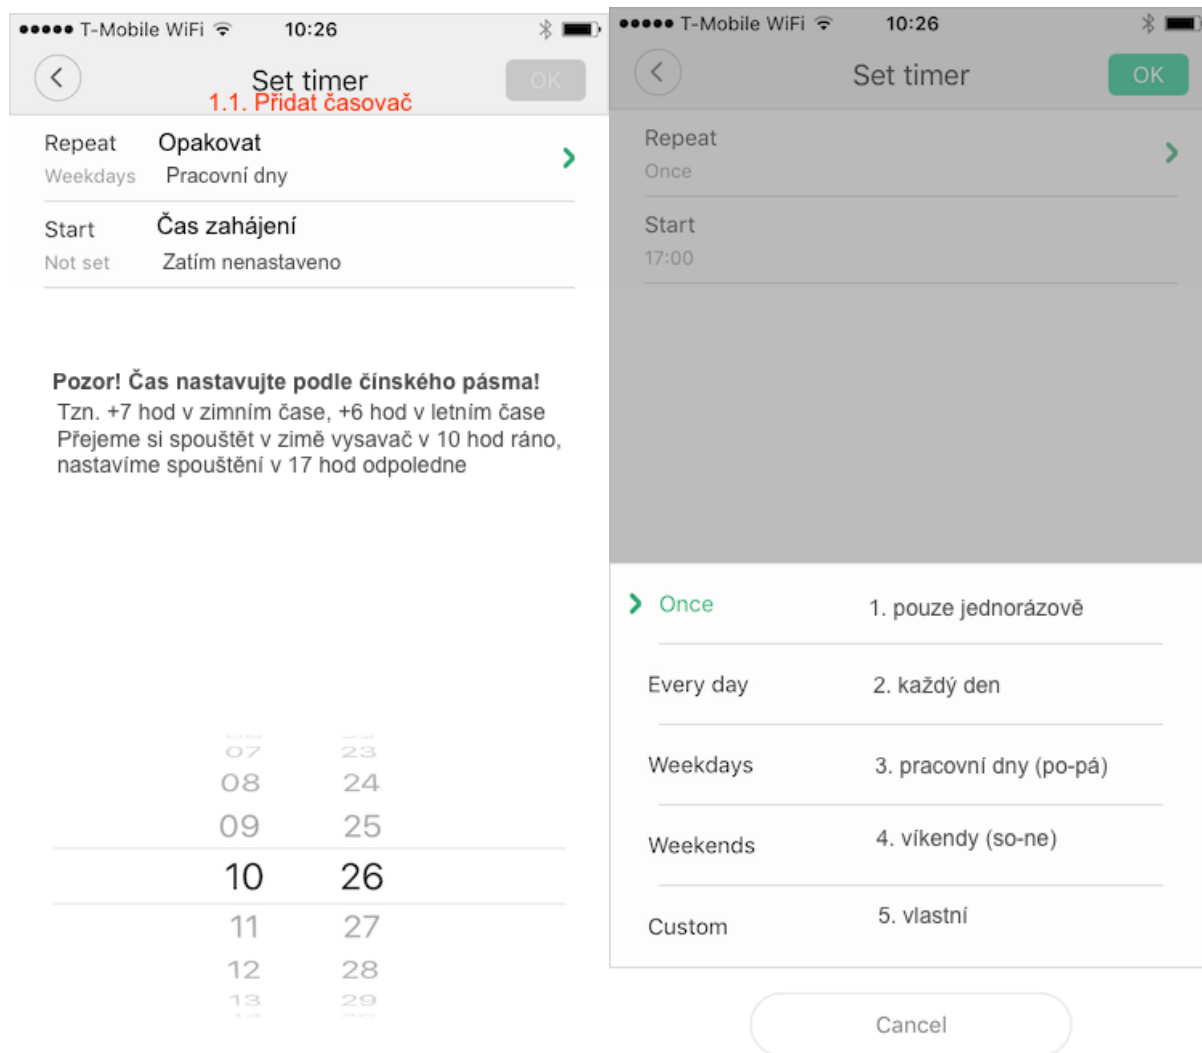 ●●●●● T-Mobile WiFi 10:26
Set timer
OK
1.1. Přidat časovač
Repeat Opakovat
Weekdays Pracovní dny
Start Čas zahájení
Not set Zatím nenastaveno
Pozor! Čas nastavujte podle čínského pásma!
Tzn. +7 hod v zimním čase, +6 hod v letním čase
Přejeme si spouštět v zimě vysavač v 10 hod ráno,
nastavíme spouštění v 17 hod odpoledne
07 23
08 24
09 25
10 26
11 27
12 28
13 29
●●●●● T-Mobile WiFi 10:26
Set timer OK
Repeat
Once
Start
17:00
Once 1. pouze jednorázově
Every day 2. každý den
Weekdays 3. pracovní dny (po-pá)
Weekends 4. víkendy (so-ne)
Custom 5. vlastní
Cancel